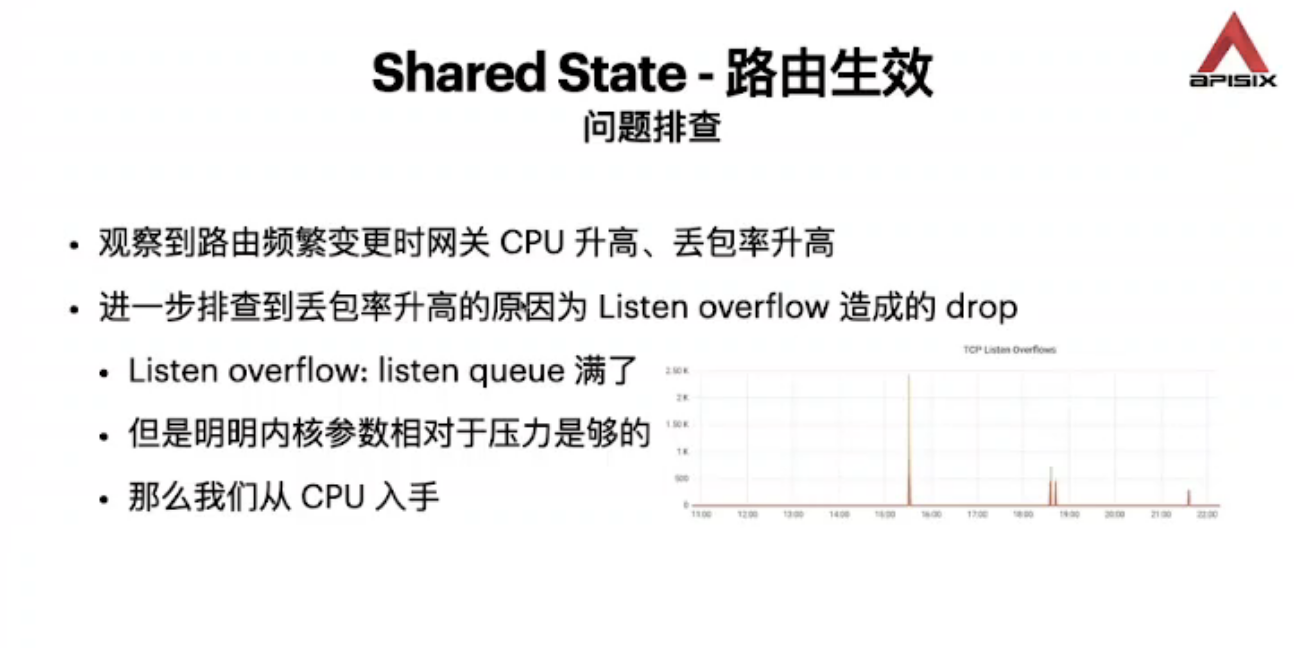 Shared State - 路由生效
APISIX
问题排查
• 观察到路由频繁变更时网关 CPU 升高、丢包率升高
• 进一步排查到丢包率升高的原因为 Listen overflow 造成的 drop
• Listen overflow: listen queue 满了
• 但是明明内核参数相对于压力是够的
• 那么我们从 CPU 入手
TCP Listen Overflows
2.50 K
2 K
1.50 K
1 K
500
0
11:00 12:00 13:00 14:00 15:00 16:00 17:00 18:00 19:00 20:00 21:00 22:00